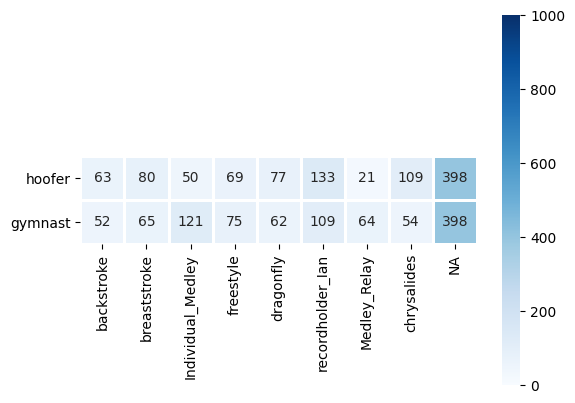 1000
800
600
400
200
0
hoofer 63 80 50 69 77 133 21 109 398
gymnast 52 65 121 75 62 109 64 54 398
backstroke
breaststroke
Individual_Medley
freestyle
dragonfly
recordholder_Ian
Medley_Relay
chrysalides
NA